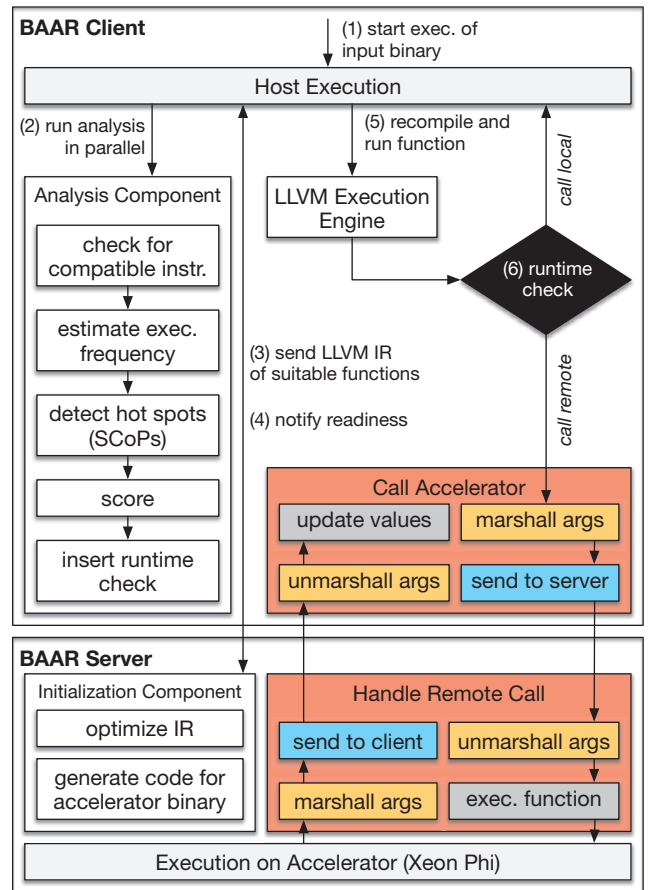 BAAR Client
(1) start exec. of
input binary
Host Execution
(2) run analysis
in parallel
(5) recompile and
run function
call local
Analysis Component
LLVM Execution
Engine
check for
compatible instr.
(6) runtime
check
estimate exec.
frequency
(3) send LLVM IR
of suitable functions
(4) notify readiness
call remote
detect hot spots
(SCoPs)
score
insert runtime
check
Call Accelerator
update values
marshall args
unmarshall args
send to server
BAAR Server
Initialization Component
optimize IR
generate code for
accelerator binary
Handle Remote Call
send to client
unmarshall args
marshall args
exec. function
Execution on Accelerator (Xeon Phi)